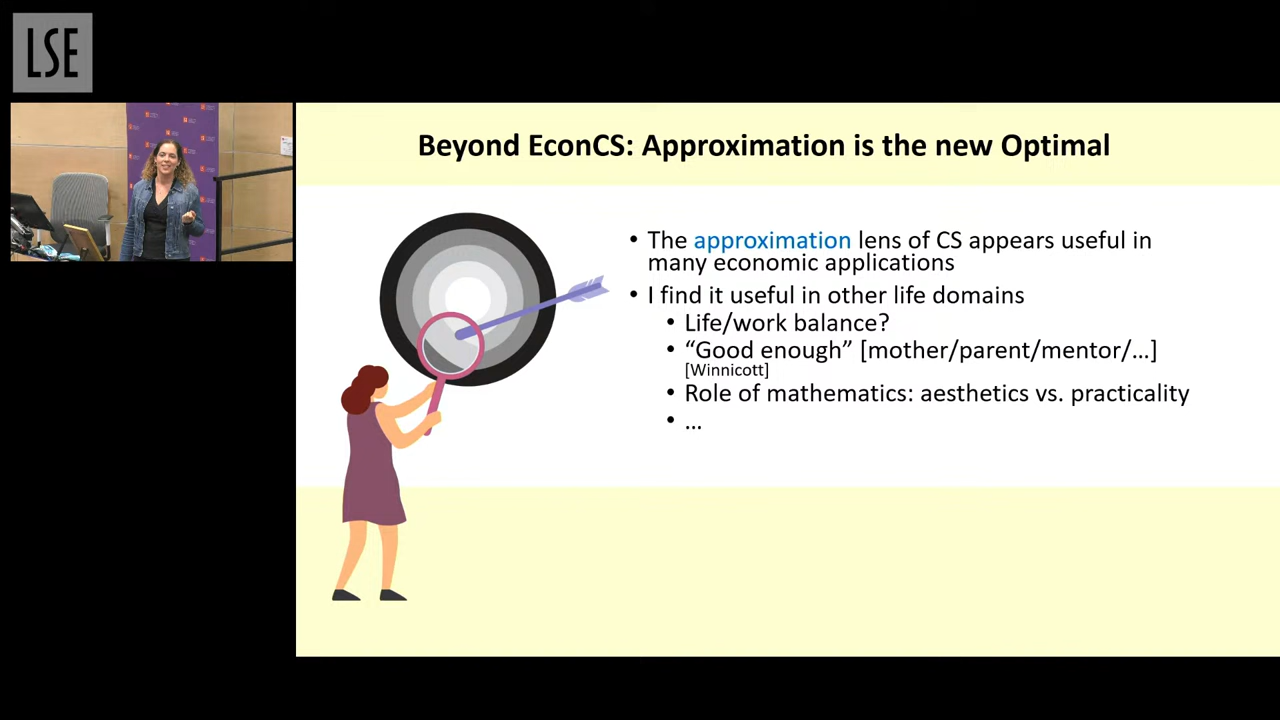 LSE
Beyond EconCS: Approximation is the new Optimal
• The approximation lens of CS appears useful in
many economic applications
• I find it useful in other life domains
• Life/work balance?
• “Good enough” [mother/parent/mentor/…]
[Winnicott]
• Role of mathematics: aesthetics vs. practicality
• …